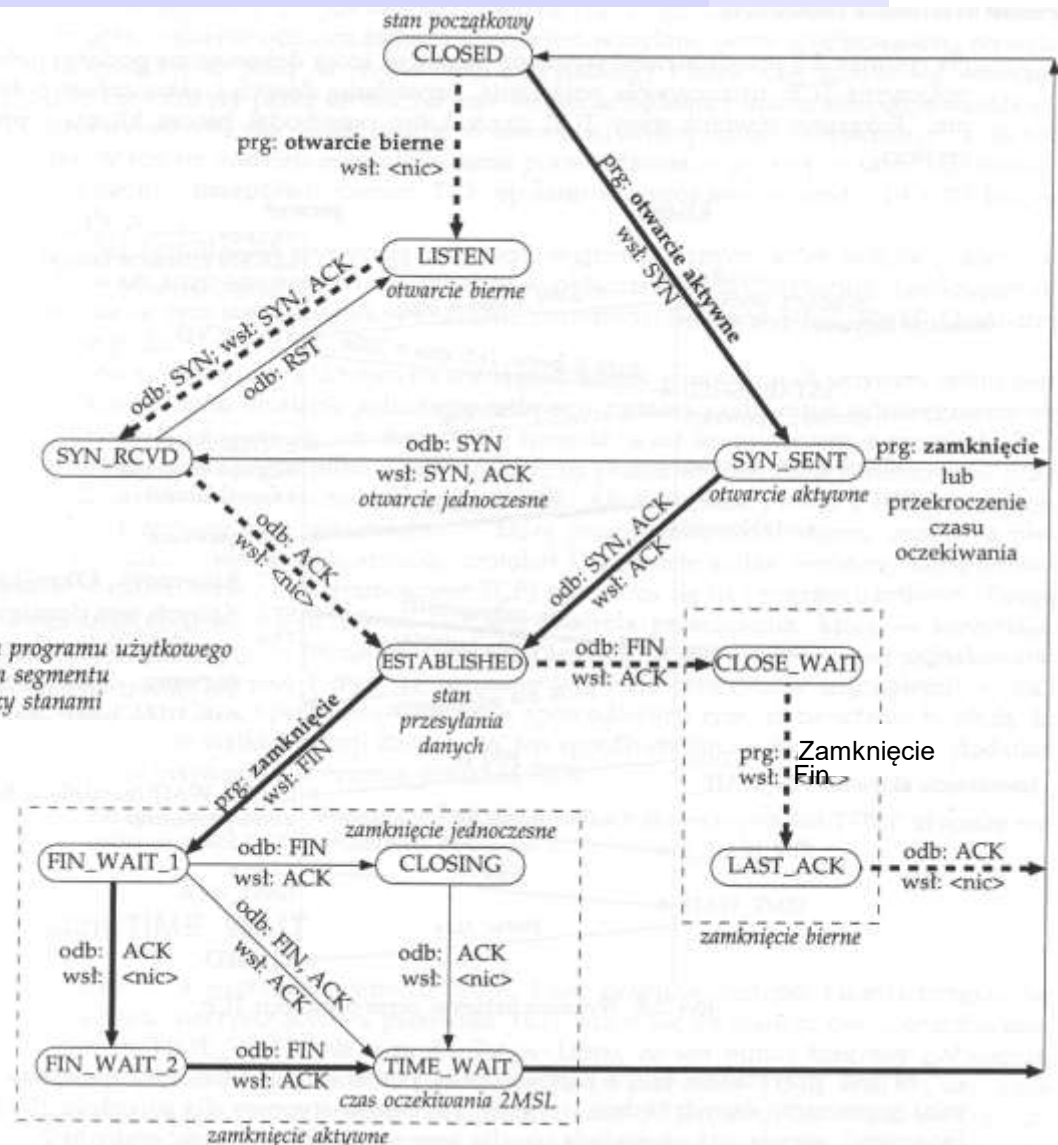 stan początkowy
CLOSED
prg: otwarcie bierne
wsł: <nic>
prg: otwarcie aktywne
wsł: SYN
LISTEN
otwarcie bierne
odb: SYN; wsł: SYN, ACK
odb: RST
SYN_RCVD
odb: SYN
wsł: SYN, ACK
otwarcie jednoczesne
SYN_SENT
otwarcie aktywne
prg: zamknięcie
lub
przekroczenie
czasu
oczekiwania
odb: ACK
wsł: <nic>
odb: SYN, ACK
wsł: ACK
programu użytkowego
segmentu
stanami
ESTABLISHED
stan
przesyłania
danych
odb: FIN
wsł: ACK
CLOSE_WAIT
prg: zamknięcie
wsł: FIN
prg: Zamknięcie
wsł: Fin
LAST_ACK
odb: ACK
wsł: <nic>
zamknięcie bierne
zamknięcie jednoczesne
FIN_WAIT_1
odb: FIN
wsł: ACK
CLOSING
odb: ACK
wsł: <nic>
odb: FIN, ACK
wsł: ACK
odb: ACK
wsł: <nic>
FIN_WAIT_2
odb: FIN
wsł: ACK
TIME_WAIT
czas oczekiwania 2MSL
zamknięcie aktywne